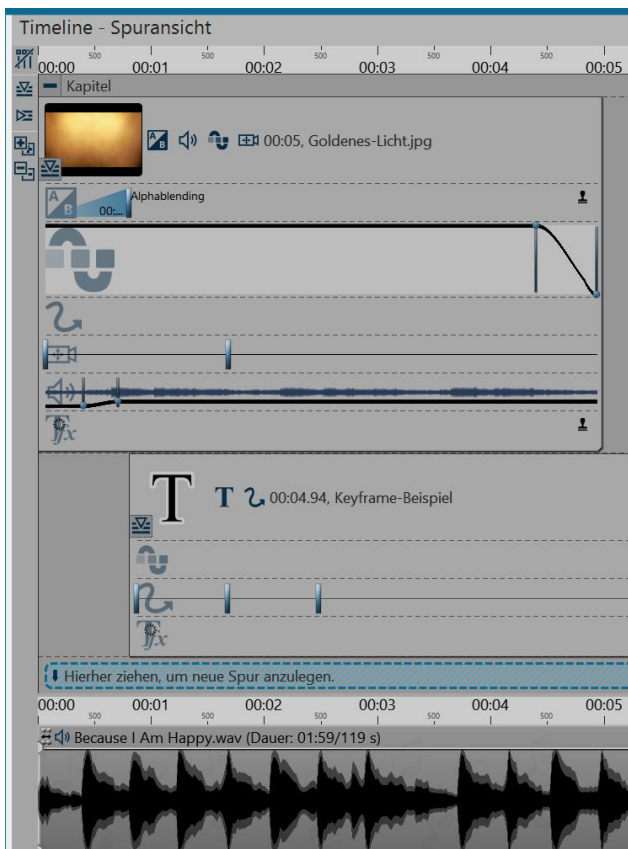 Timeline - Spuransicht
500 500 500 500 500
00:00 00:01 00:02 00:03 00:04 00:05
Kapitel
A B 00:05, Goldenes-Licht.jpg
A B 00:... Alphablending
fx
T T 00:04.94, Keyframe-Beispiel
fx
Hierher ziehen, um neue Spur anzulegen.
00:00 00:01 00:02 00:03 00:04 00:05
500 500 500 500 500
Because I Am Happy.wav (Dauer: 01:59/119 s)